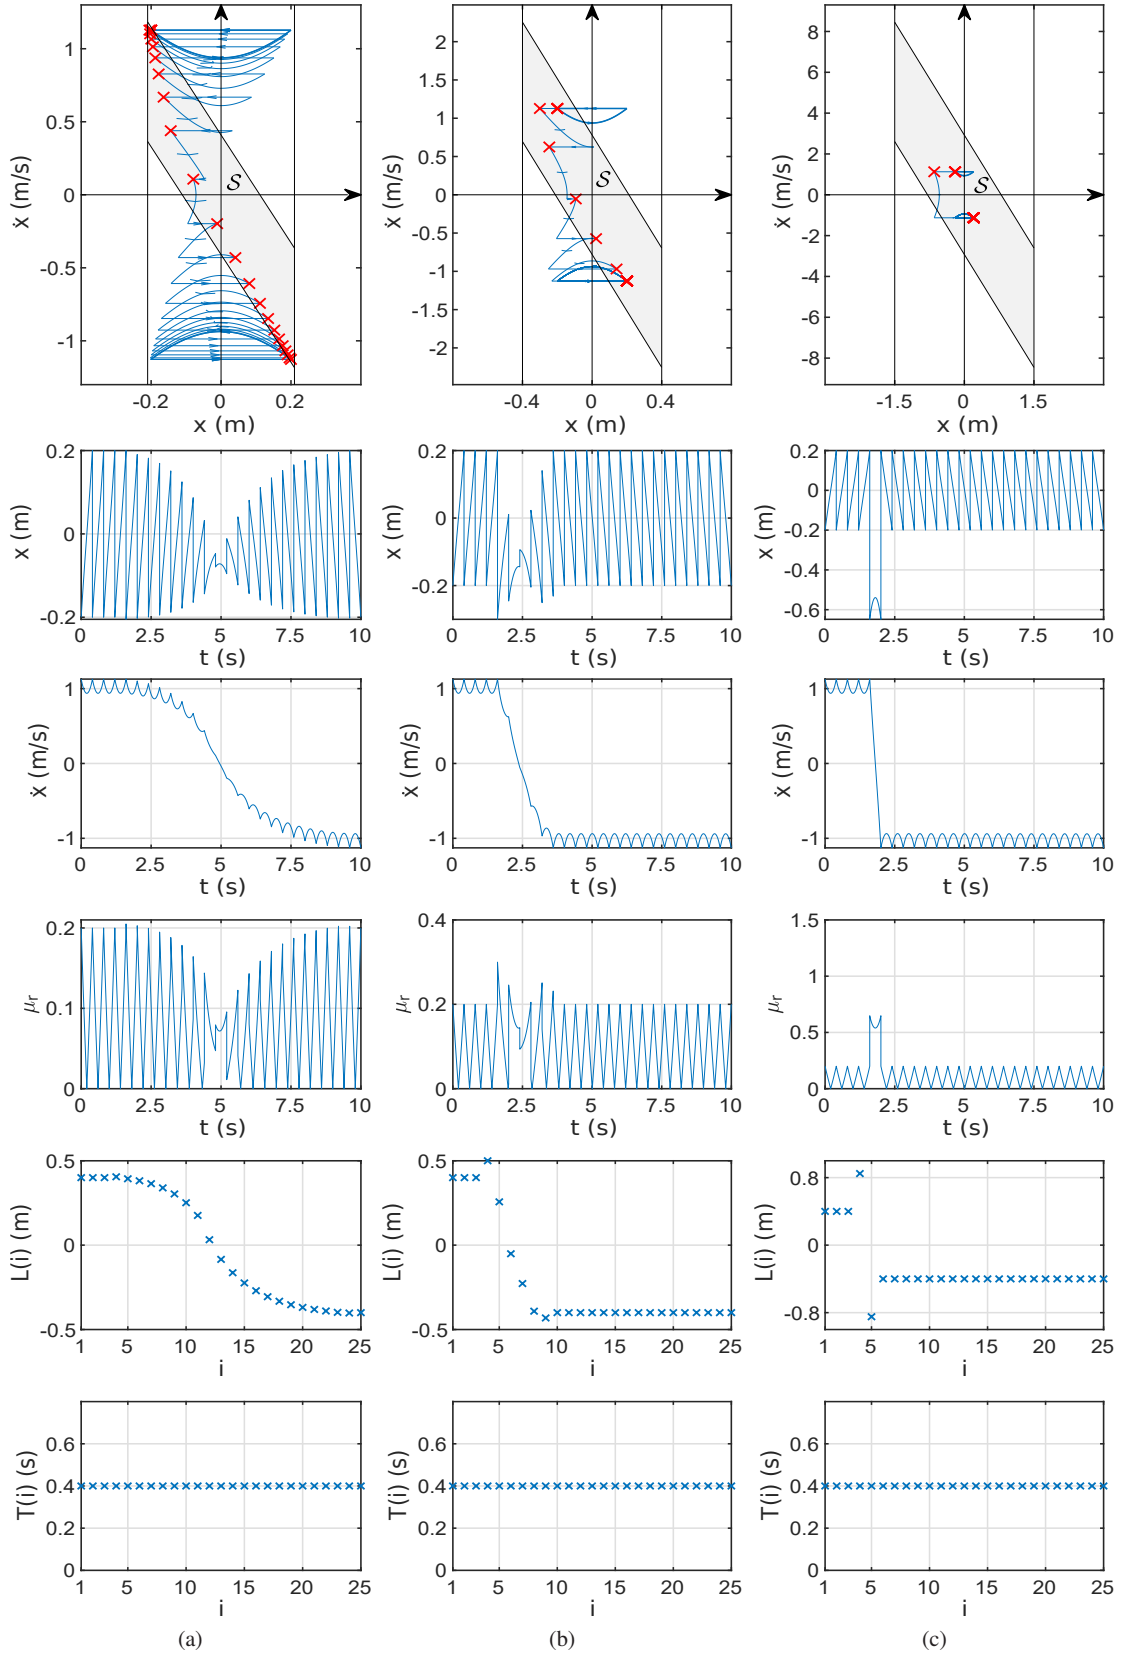 1
0.5
0
-0.5
-1
ẋ (m/s)
S
-0.2
0
0.2
x (m)
2
1.5
1
0.5
0
-0.5
-1
-1.5
-2
ẋ (m/s)
S
-0.4
0
0.4
x (m)
8
6
4
2
0
-2
-4
-6
-8
ẋ (m/s)
S
-1.5
0
1.5
x (m)
0.2
0
-0.2
x (m)
0 2.5 5 7.5 10
t (s)
0.2
0
-0.2
x (m)
0 2.5 5 7.5 10
t (s)
0.2
0
-0.2
-0.4
-0.6
x (m)
0 2.5 5 7.5 10
t (s)
1
0
-1
ẋ (m/s)
0 2.5 5 7.5 10
t (s)
1
0
-1
ẋ (m/s)
0 2.5 5 7.5 10
t (s)
1
0
-1
ẋ (m/s)
0 2.5 5 7.5 10
t (s)
0.2
0.1
0
μr
0 2.5 5 7.5 10
t (s)
0.4
0.2
0
μr
0 2.5 5 7.5 10
t (s)
1.5
1
0.5
0
μr
0 2.5 5 7.5 10
t (s)
0.5
0
-0.5
L(i) (m)
1 5 10 15 20 25
i
0.5
0
-0.5
L(i) (m)
1 5 10 15 20 25
i
0.8
0
-0.8
L(i) (m)
1 5 10 15 20 25
i
0.6
0.4
0.2
0
T(i) (s)
1 5 10 15 20 25
i
0.6
0.4
0.2
0
T(i) (s)
1 5 10 15 20 25
i
0.6
0.4
0.2
0
T(i) (s)
1 5 10 15 20 25
i
(a)
(b)
(c)